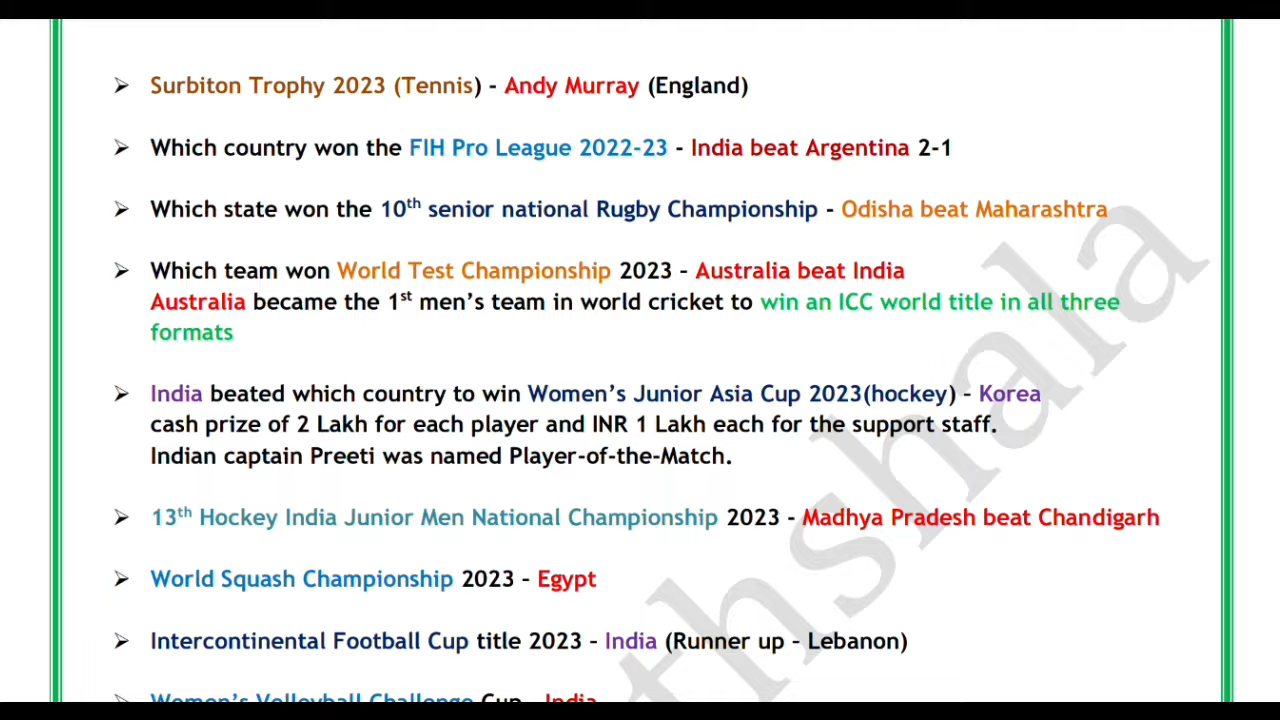 ➢ Surbiton Trophy 2023 (Tennis) - Andy Murray (England)
➢ Which country won the FIH Pro League 2022-23 - India beat Argentina 2-1
➢ Which state won the 10th senior national Rugby Championship - Odisha beat Maharashtra
➢ Which team won World Test Championship 2023 – Australia beat India
Australia became the 1st men's team in world cricket to win an ICC world title in all three
formats
➢ India beated which country to win Women's Junior Asia Cup 2023(hockey) – Korea
cash prize of 2 Lakh for each player and INR 1 Lakh each for the support staff.
Indian captain Preeti was named Player-of-the-Match.
➢ 13th Hockey India Junior Men National Championship 2023 - Madhya Pradesh beat Chandigarh
➢ World Squash Championship 2023 – Egypt
➢ Intercontinental Football Cup title 2023 – India (Runner up – Lebanon)
➢ Women's Volleyball Challenge Cup - India
thshala